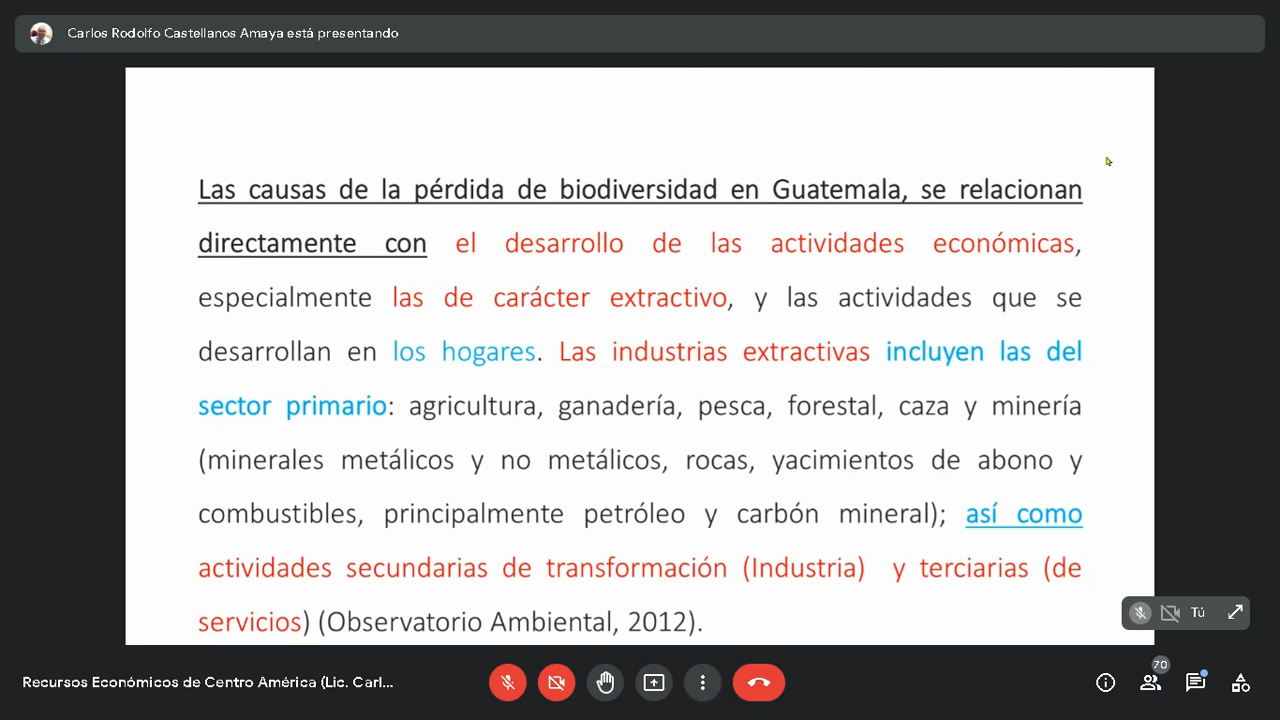 Carlos Rodolfo Castellanos Amaya está presentando
Las causas de la pérdida de biodiversidad en Guatemala, se relacionan
directamente con el desarrollo de las actividades económicas,
especialmente las de carácter extractivo, y las actividades que se
desarrollan en los hogares. Las industrias extractivas incluyen las del
sector primario: agricultura, ganadería, pesca, forestal, caza y minería
(minerales metálicos y no metálicos, rocas, yacimientos de abono y
combustibles, principalmente petróleo y carbón mineral); así como
actividades secundarias de transformación (Industria) y terciarias (de
servicios) (Observatorio Ambiental, 2012).
Tú
70
Recursos Económicos de Centro América (Lic. Carl...